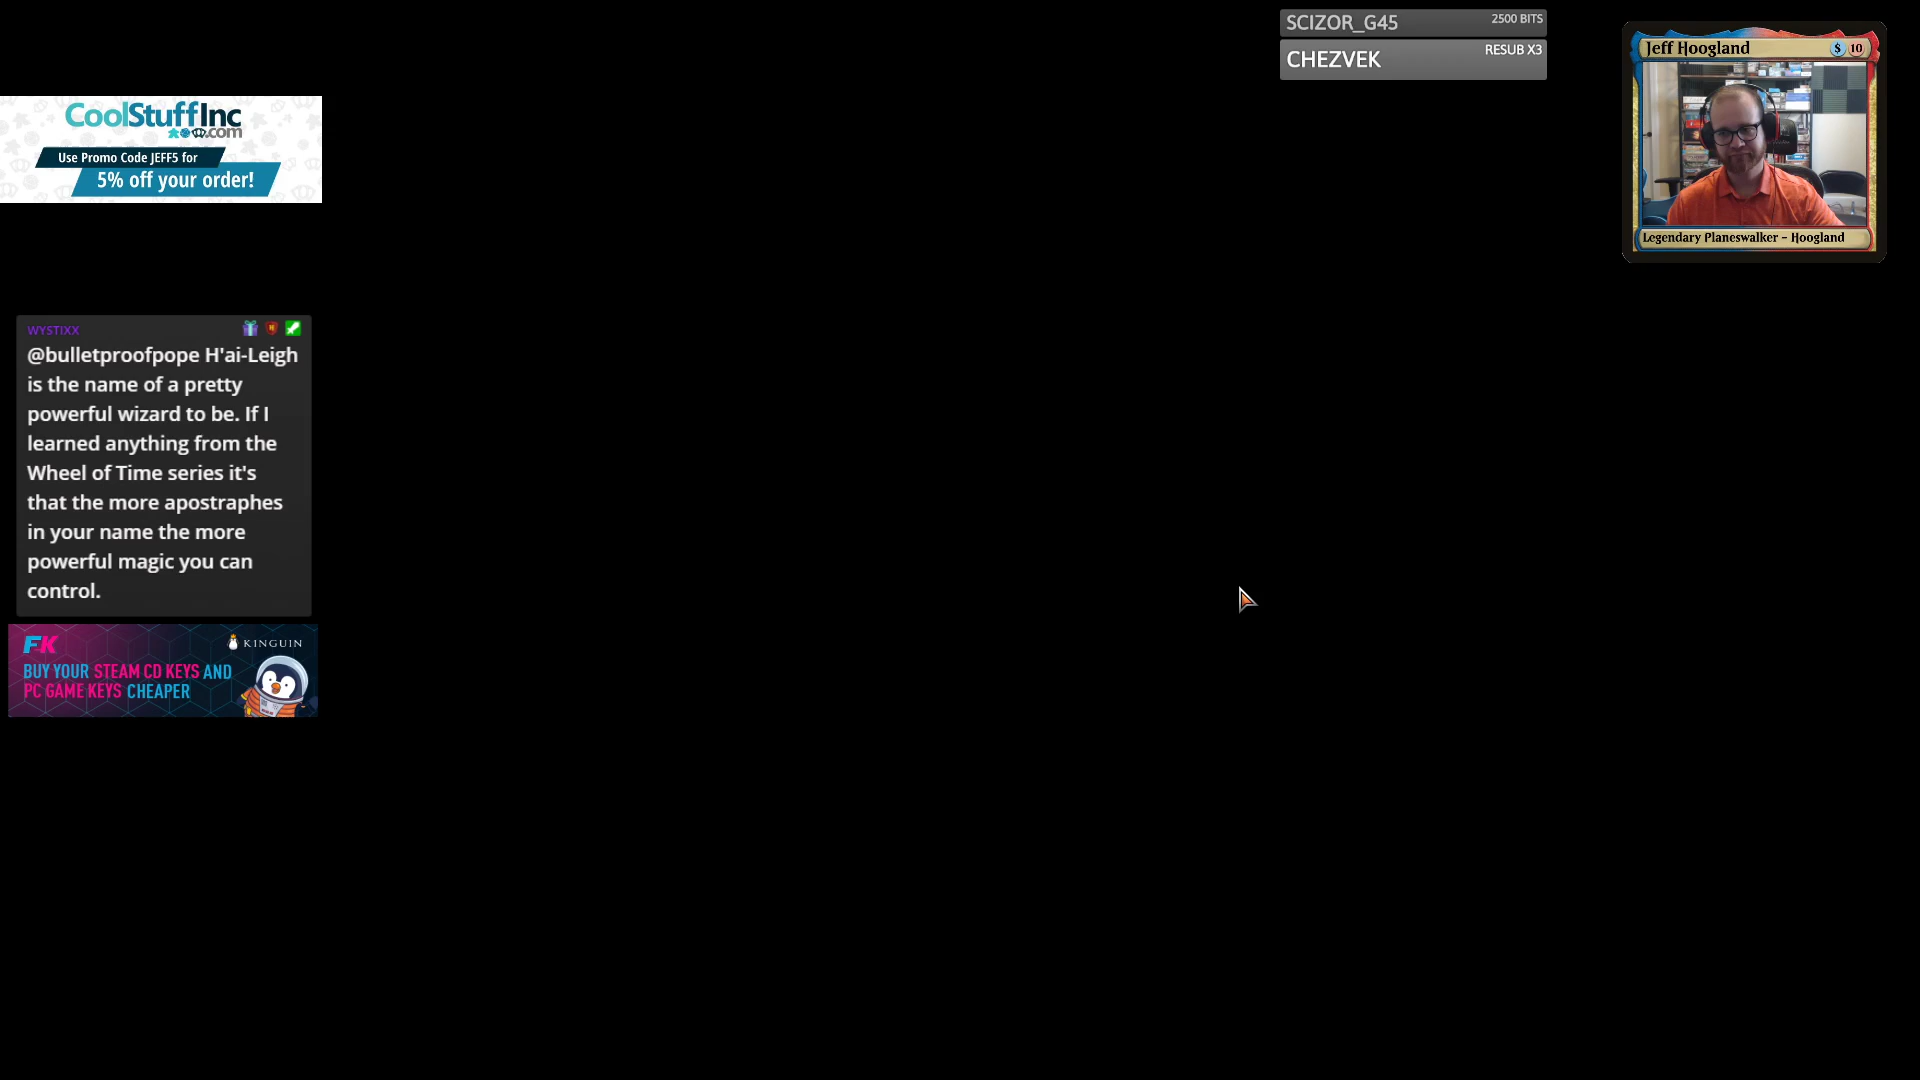 SCIZOR_G45
2500 BITS
CHEZVEK
RESUB X3
Jeff Hoogland
$ 10
Legendary Planeswalker – Hoogland
CoolStuffInc
.com
Use Promo Code JEFF5 for
5% off your order!
WYSTIXX
@bulletproofpope H'ai-Leigh
is the name of a pretty
powerful wizard to be. If I
learned anything from the
Wheel of Time series it's
that the more apostraphes
in your name the more
powerful magic you can
control.
FK
KINGUIN
BUY YOUR STEAM CD KEYS AND
PC GAME KEYS CHEAPER